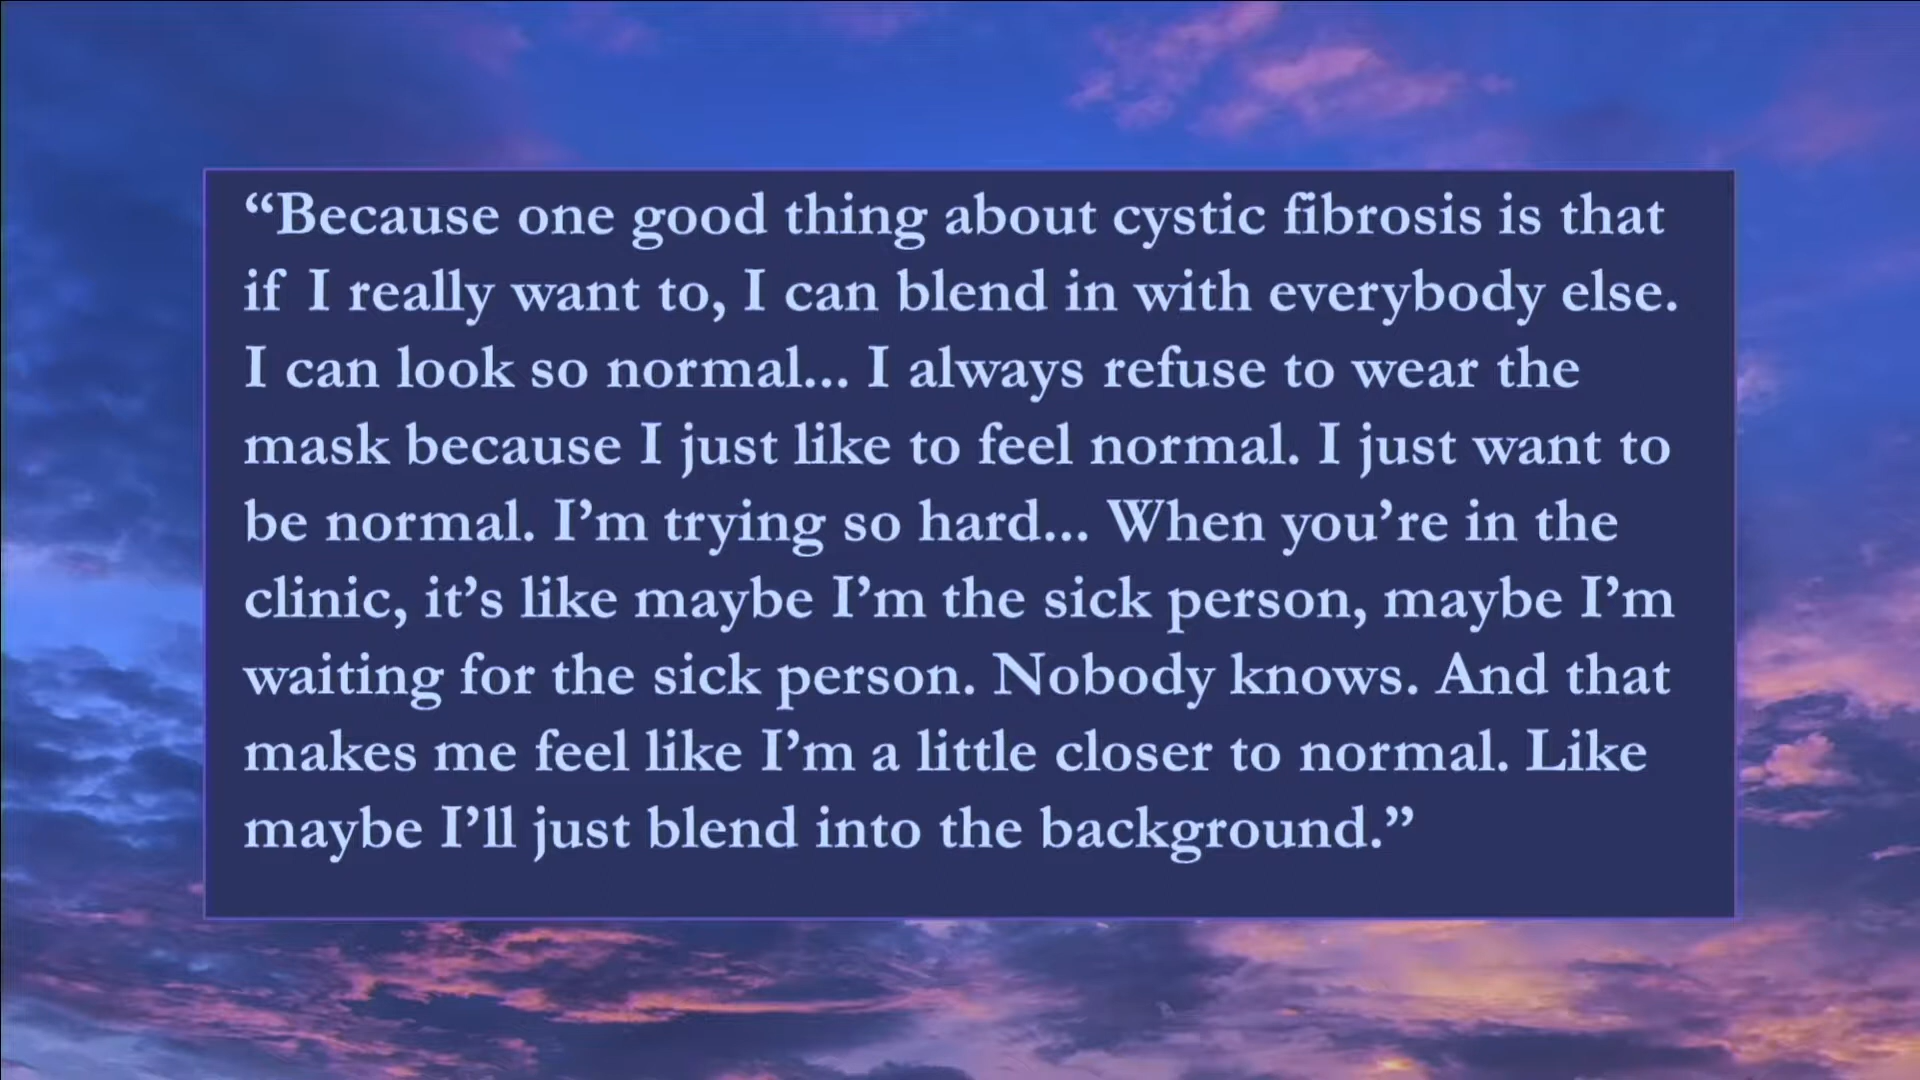 “Because one good thing about cystic fibrosis is that
if I really want to, I can blend in with everybody else.
I can look so normal... I always refuse to wear the
mask because I just like to feel normal. I just want to
be normal. I’m trying so hard... When you’re in the
clinic, it’s like maybe I’m the sick person, maybe I’m
waiting for the sick person. Nobody knows. And that
makes me feel like I’m a little closer to normal. Like
maybe I’ll just blend into the background.”